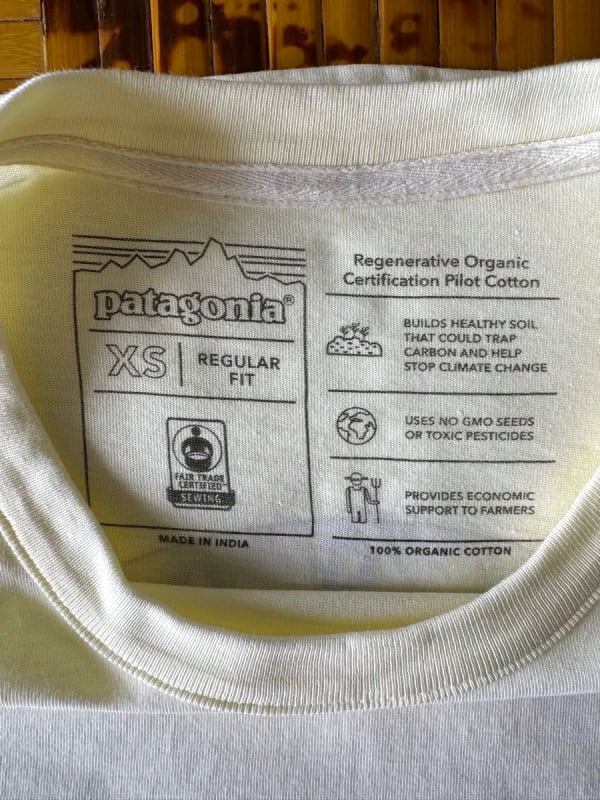 patagonia®
XS
REGULAR
FIT
FAIR TRADE
CERTIFIED
SEWING
MADE IN INDIA
Regenerative Organic
Certification Pilot Cotton
BUILDS HEALTHY SOIL
THAT COULD TRAP
CARBON AND HELP
STOP CLIMATE CHANGE
USES NO GMO SEEDS
OR TOXIC PESTICIDES
PROVIDES ECONOMIC
SUPPORT TO FARMERS
100% ORGANIC COTTON